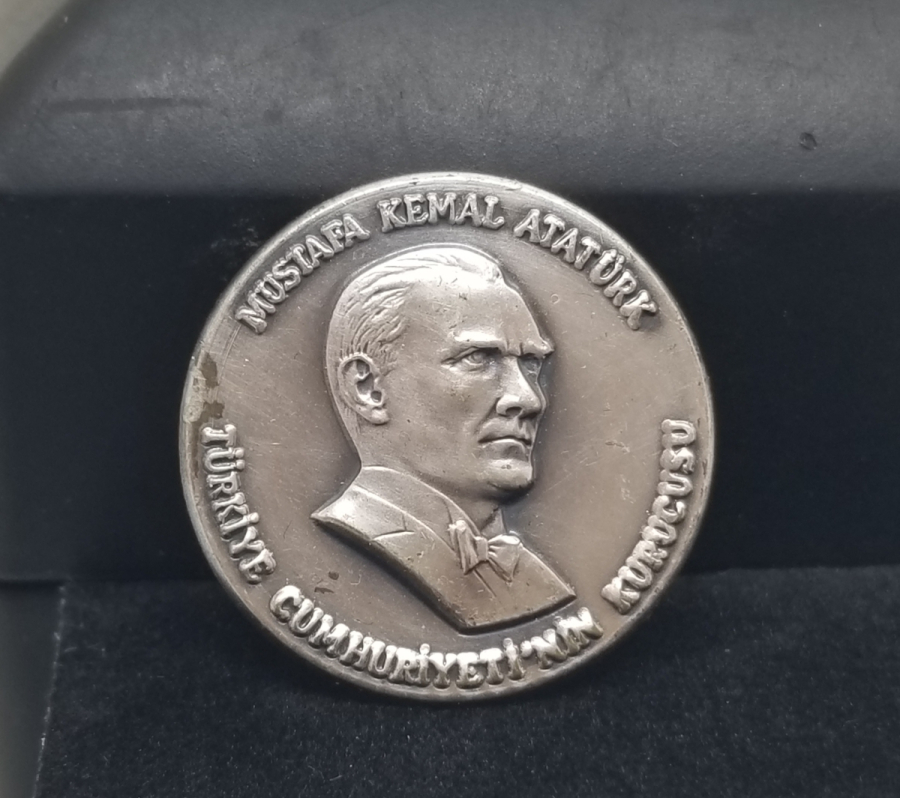 MUSTAFA KEMAL ATATÜRK
TÜRKİYE CUMHURİYETİ'NİN KURUCUSU